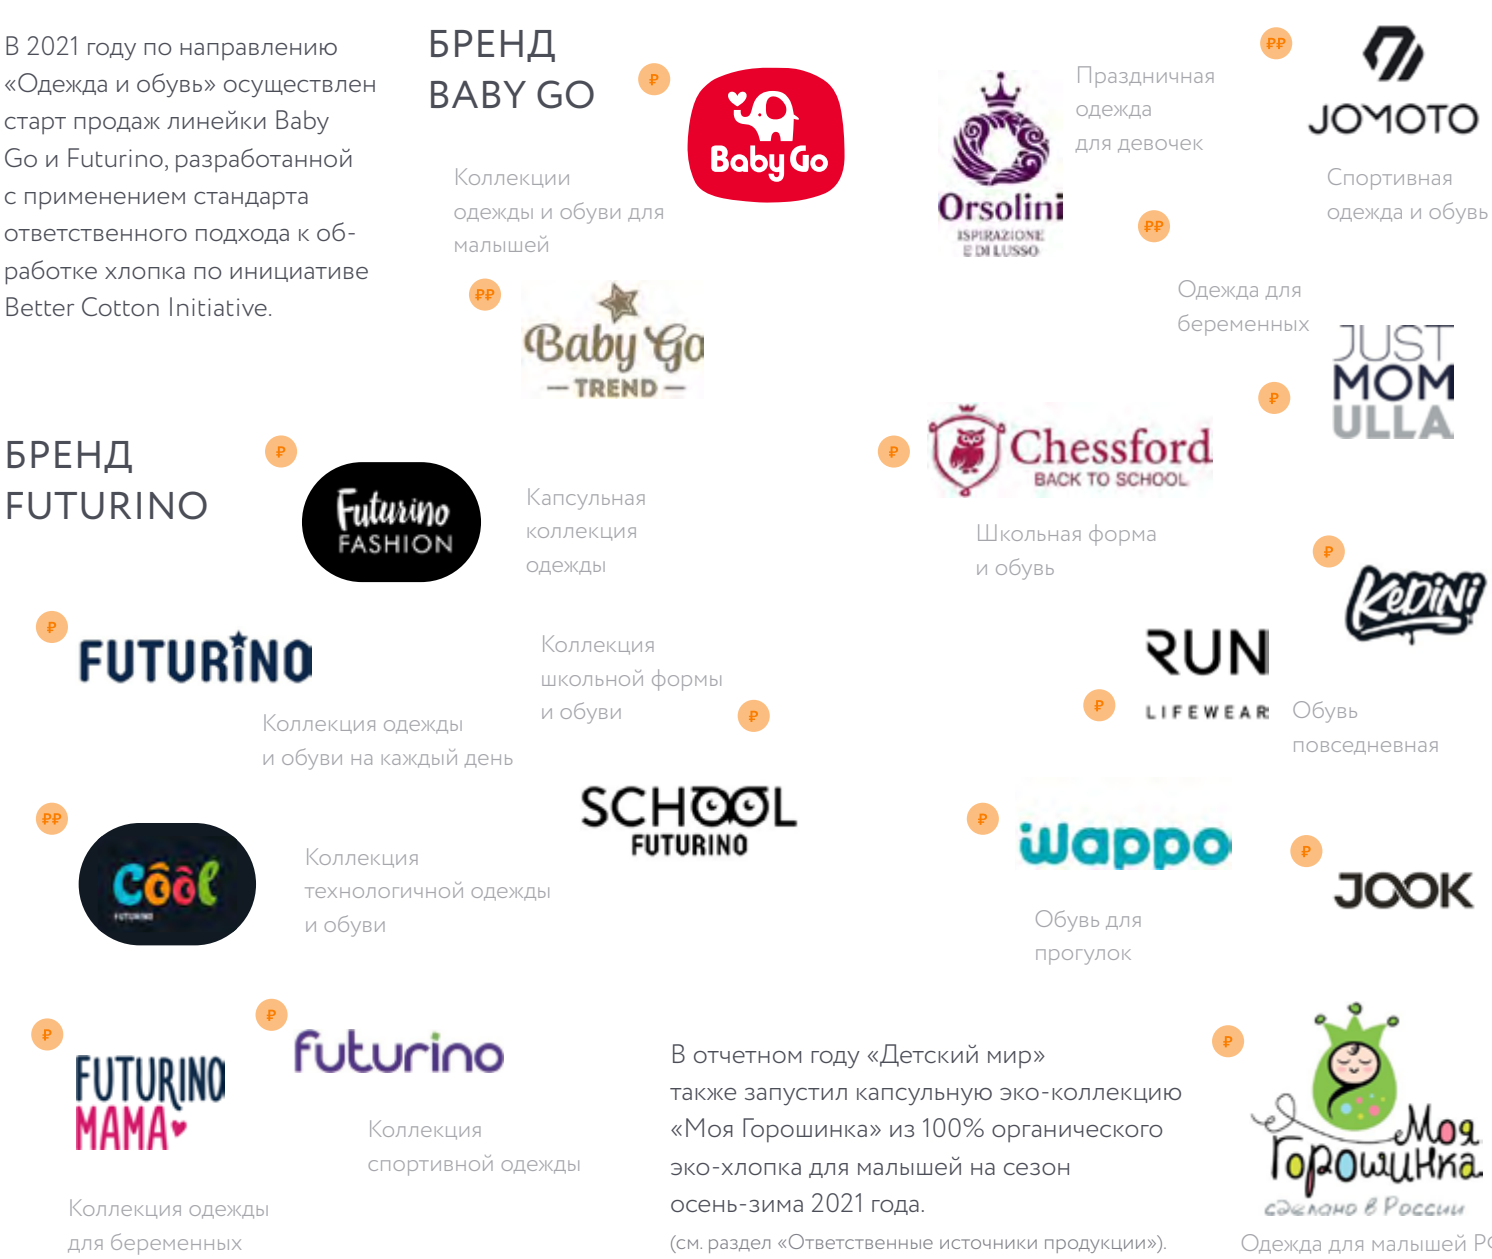 В 2021 году по направлению
«Одежда и обувь» осуществлен
старт продаж линейки Baby
Go и Futurino, разработанной
с применением стандарта
ответственного подхода к об-
работке хлопка по инициативе
Better Cotton Initiative.
БРЕНД
BABY GO
₽
Baby Go
Коллекции
одежды и обуви для
малышей
₽₽
Baby Go
TREND
Orsolini
ISPIRAZIONE
E DI LUSSO
Праздничная
одежда
для девочек
₽₽
₽₽
JOMOTO
Спортивная
одежда и обувь
Одежда для
беременных
₽
JUST
MOM
ULLA
БРЕНД
FUTURINO
₽
Futurino
FASHION
Капсульная
коллекция
одежды
₽
Chessford
BACK TO SCHOOL
Школьная форма
и обувь
₽
KEDINI
₽
FUTURINO
Коллекция одежды
и обуви на каждый день
Коллекция
школьной формы
и обуви
₽
SCHOOL
FUTURINO
₽
RUN
LIFEWEAR
Обувь
повседневная
₽₽
COOL
FUTURINO
Коллекция
технологичной одежды
и обуви
₽
wappo
Обувь для
прогулок
₽
JOOK
₽
FUTURINO
MAMA
Коллекция одежды
для беременных
₽
futurino
Коллекция
спортивной одежды
В отчетном году «Детский мир»
также запустил капсульную эко-коллекцию
«Моя Горошинка» из 100% органического
эко-хлопка для малышей на сезон
осень-зима 2021 года.
(см. раздел «Ответственные источники продукции»).
₽
Моя
Горошинка
сделано в России
Одежда для малышей